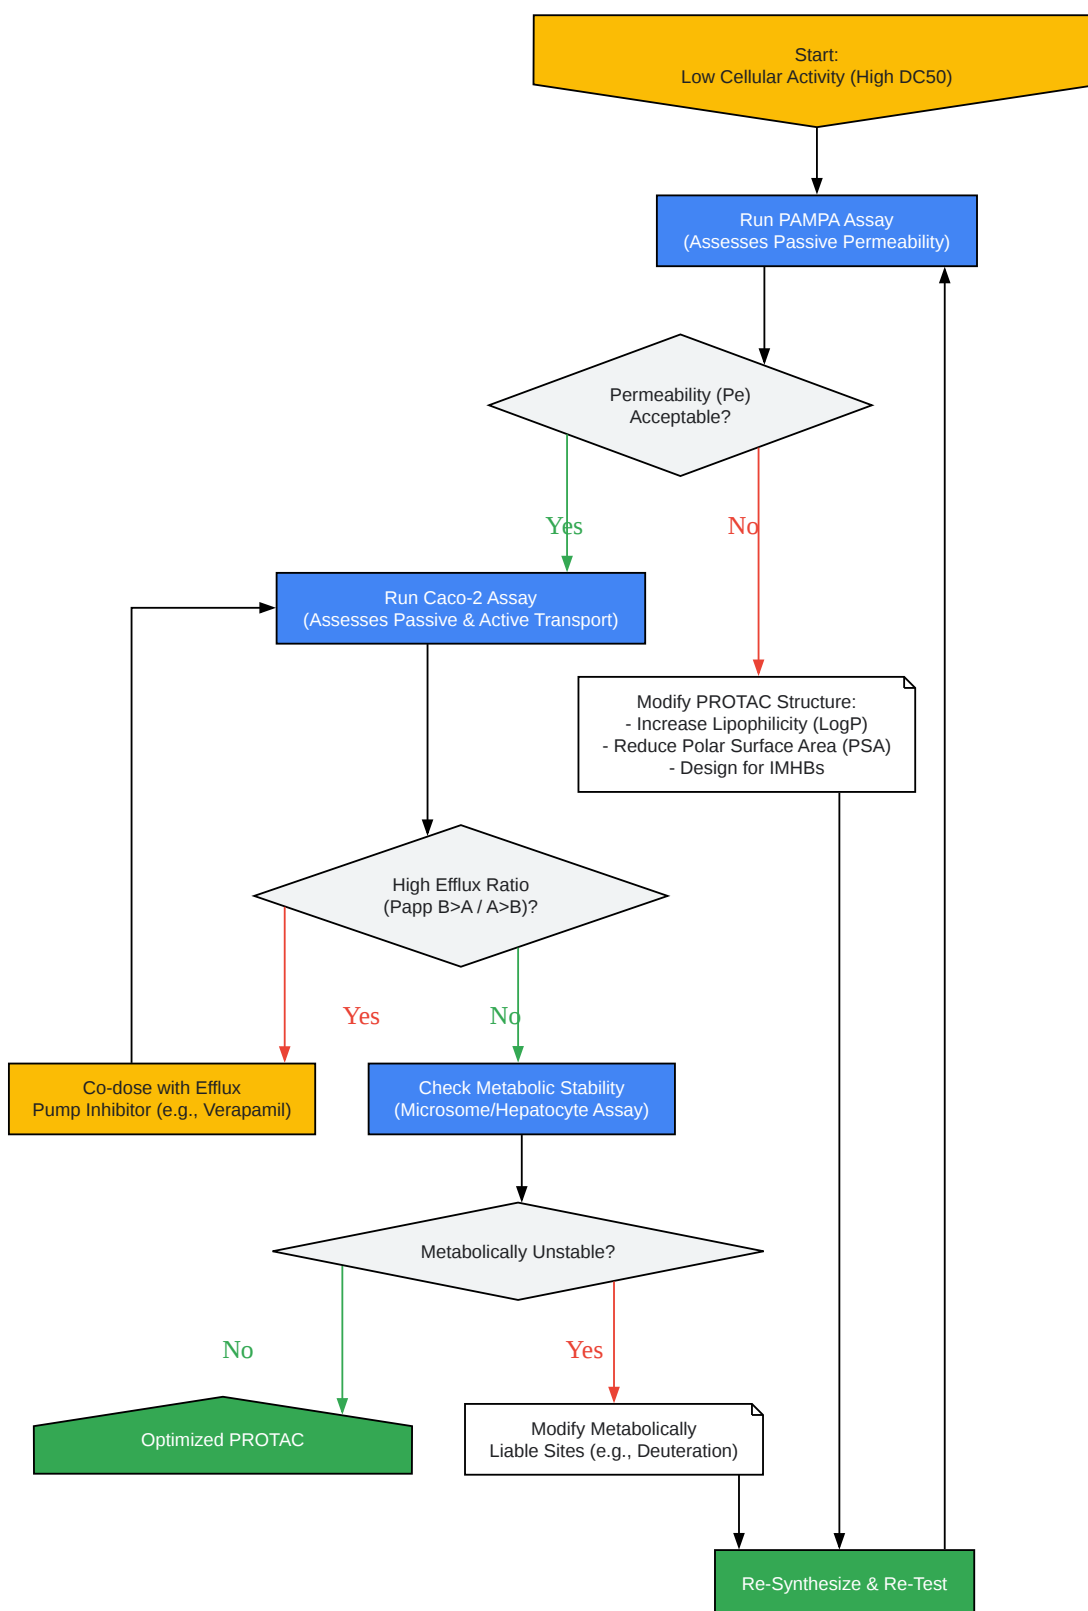 Start:
Low Cellular Activity (High DC50)
Run PAMPA Assay
(Assesses Passive Permeability)
Permeability (Pe)
Acceptable?
Yes
No
Run Caco-2 Assay
(Assesses Passive & Active Transport)
Modify PROTAC Structure:
- Increase Lipophilicity (LogP)
- Reduce Polar Surface Area (PSA)
- Design for IMHBs
High Efflux Ratio
(Papp B>A / A>B)?
Yes
No
Co-dose with Efflux
Pump Inhibitor (e.g., Verapamil)
Check Metabolic Stability
(Microsome/Hepatocyte Assay)
Metabolically Unstable?
No
Yes
Optimized PROTAC
Modify Metabolically
Liable Sites (e.g., Deuteration)
Re-Synthesize & Re-Test